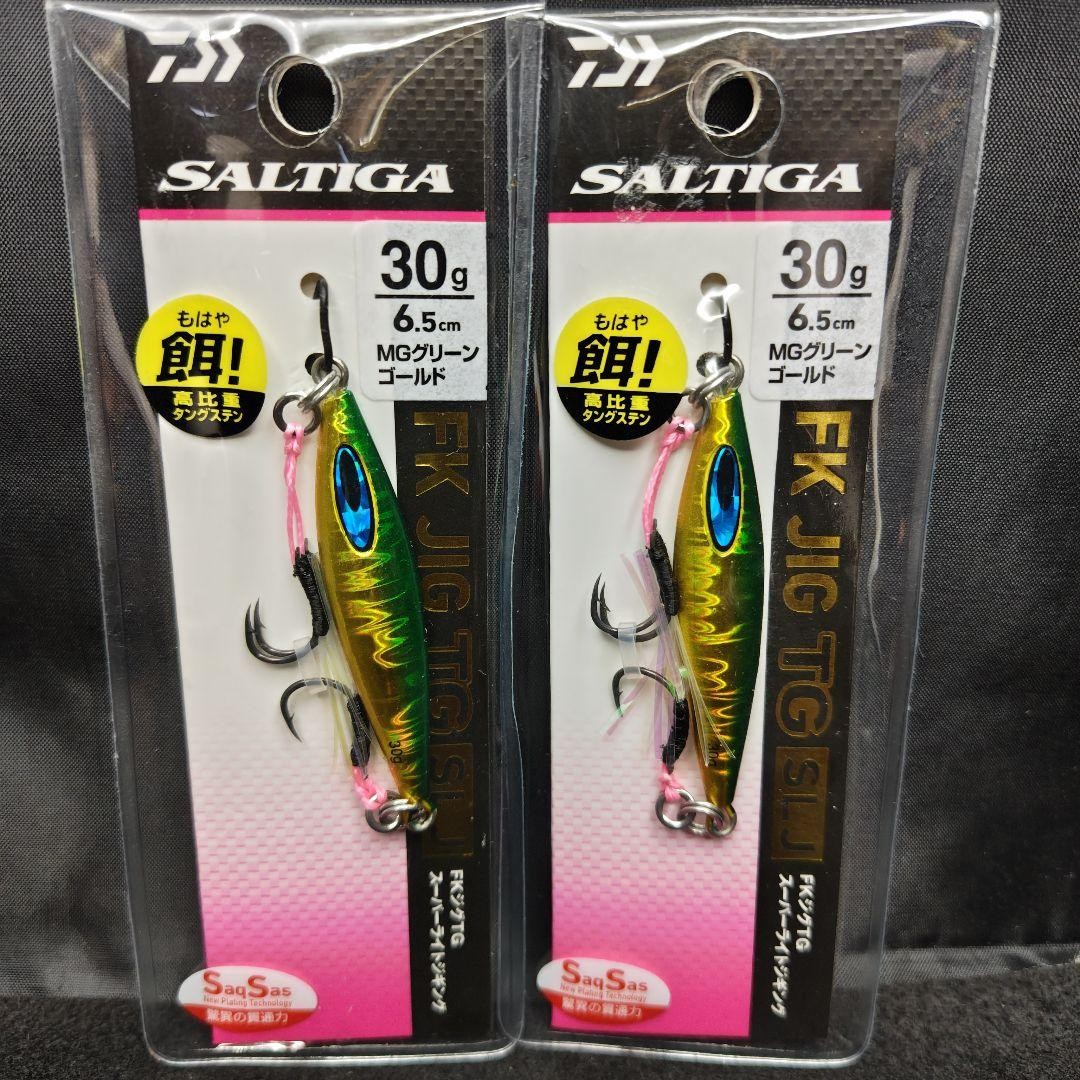 SALTIGA
30g
6.5cm
MGグリーン
ゴールド
もはや
餌!
高比重
タングステン
FK JIG TG SLJ
30g
FKジグTG
スーパーライトジギング
SaqSas
New Plating Technology
驚異の貫通力
SALTIGA
30g
6.5cm
MGグリーン
ゴールド
もはや
餌!
高比重
タングステン
FK JIG TG SLJ
30g
FKジグTG
スーパーライトジギング
SaqSas
New Plating Technology
驚異の貫通力